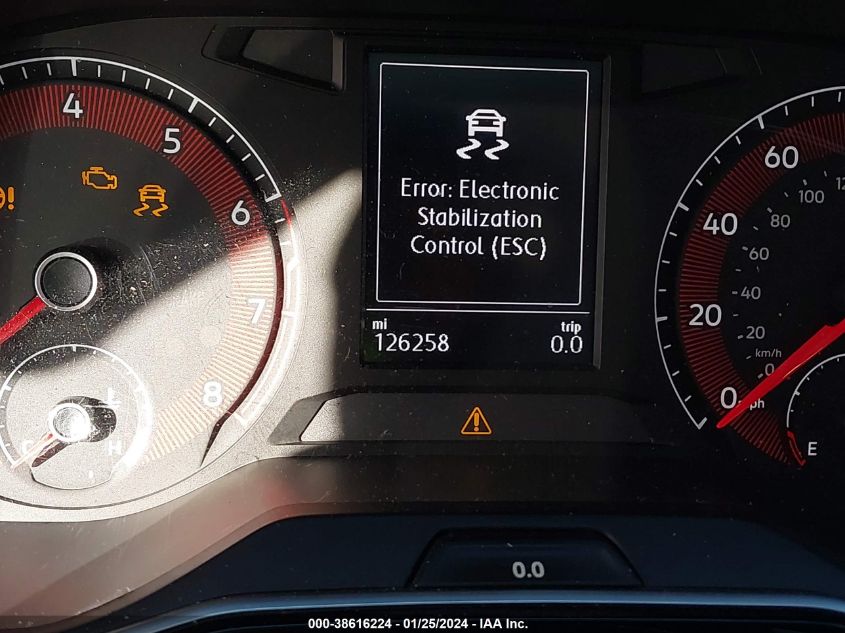 4
5
6
7
8
C
H
!
Error: Electronic
Stabilization
Control (ESC)
mi
trip
126258
0.0
60
40
20
0
100
80
60
40
20
km/h
0
E
0.0
000-38616224 - 01/25/2024 - IAA Inc.